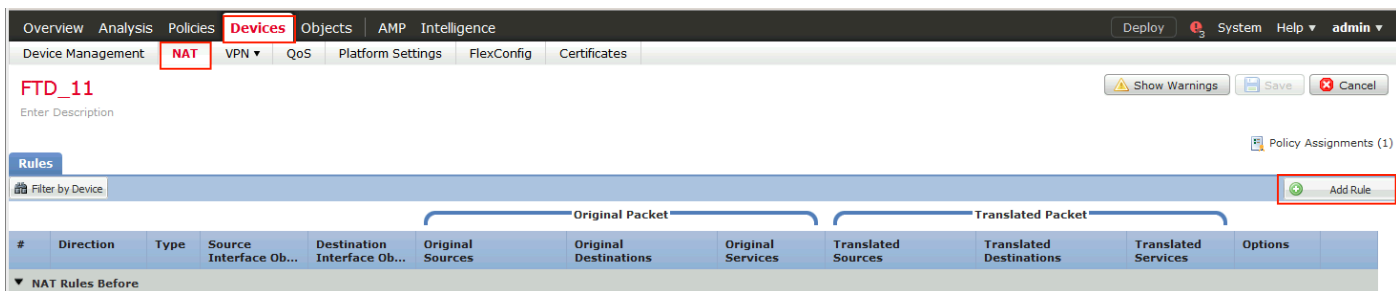 Overview Analysis Policies Devices Objects AMP Intelligence Deploy 3 System Help ▾ admin ▾
Device Management NAT VPN ▾ QoS Platform Settings FlexConfig Certificates
FTD_11
Show Warnings Save Cancel
Enter Description
Policy Assignments (1)
Rules
Filter by Device Add Rule
Original Packet Translated Packet
# Direction Type Source Interface Ob... Destination Interface Ob... Original Sources Original Destinations Original Services Translated Sources Translated Destinations Translated Services Options
▼ NAT Rules Before